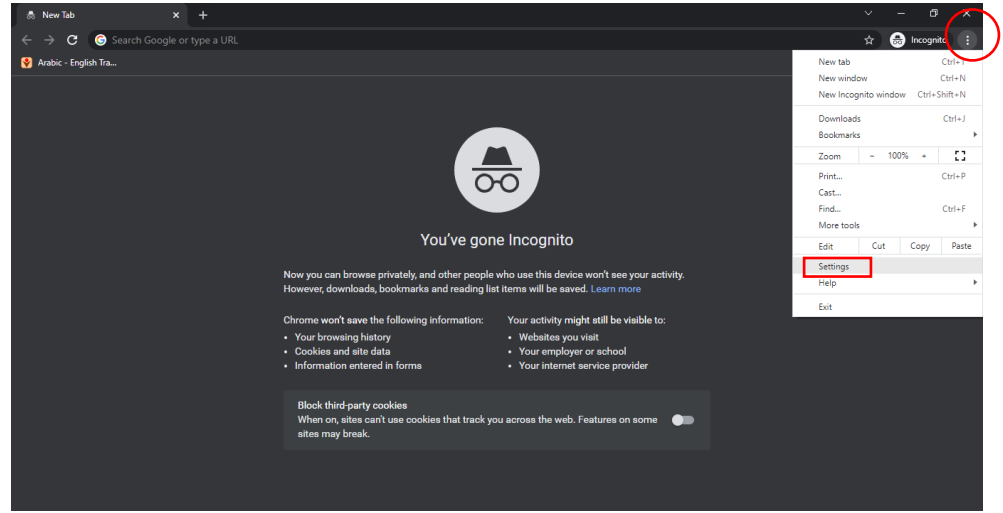 New Tab
Search Google or type a URL
Incognito
Arabic - English Tra...
New tab Ctrl+T
New window Ctrl+N
New Incognito window Ctrl+Shift+N
Downloads Ctrl+J
Bookmarks
Zoom - 100% +
Print... Ctrl+P
Cast...
Find... Ctrl+F
More tools
Edit Cut Copy Paste
Settings
Help
Exit
You've gone Incognito
Now you can browse privately, and other people who use this device won't see your activity.
However, downloads, bookmarks and reading list items will be saved. Learn more
Chrome won't save the following information:
• Your browsing history
• Cookies and site data
• Information entered in forms
Your activity might still be visible to:
• Websites you visit
• Your employer or school
• Your internet service provider
Block third-party cookies
When on, sites can't use cookies that track you across the web. Features on some
sites may break.